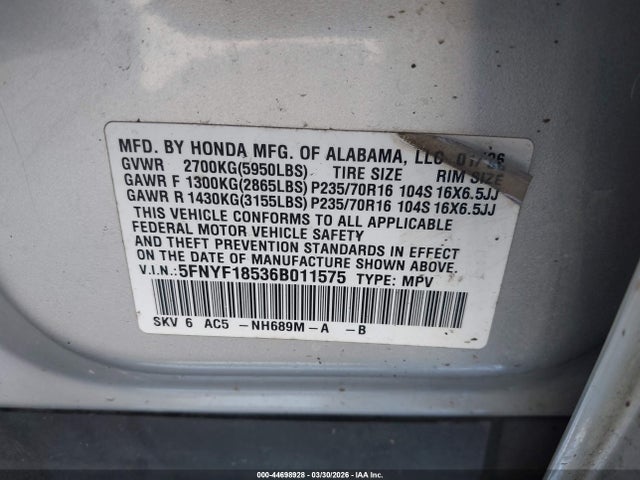 MFD. BY HONDA MFG. OF ALABAMA, LLC
GVWR 2700KG(5950LBS) TIRE SIZE RIM SIZE
GAWR F 1300KG(2865LBS) P235/70R16 104S 16X6.5JJ
GAWR R 1430KG(3155LBS) P235/70R16 104S 16X6.5JJ
THIS VEHICLE CONFORMS TO ALL APPLICABLE
FEDERAL MOTOR VEHICLE SAFETY, BUMPER,
AND THEFT PREVENTION STANDARDS IN EFFECT
ON THE DATE OF MANUFACTURE SHOWN ABOVE.
V.I.N.: 5FNYF18536B011575 TYPE: MPV
SKV 6 AC5 -NH689M-A -B
000-44698928 | 03/30/2026 | IAA Inc.